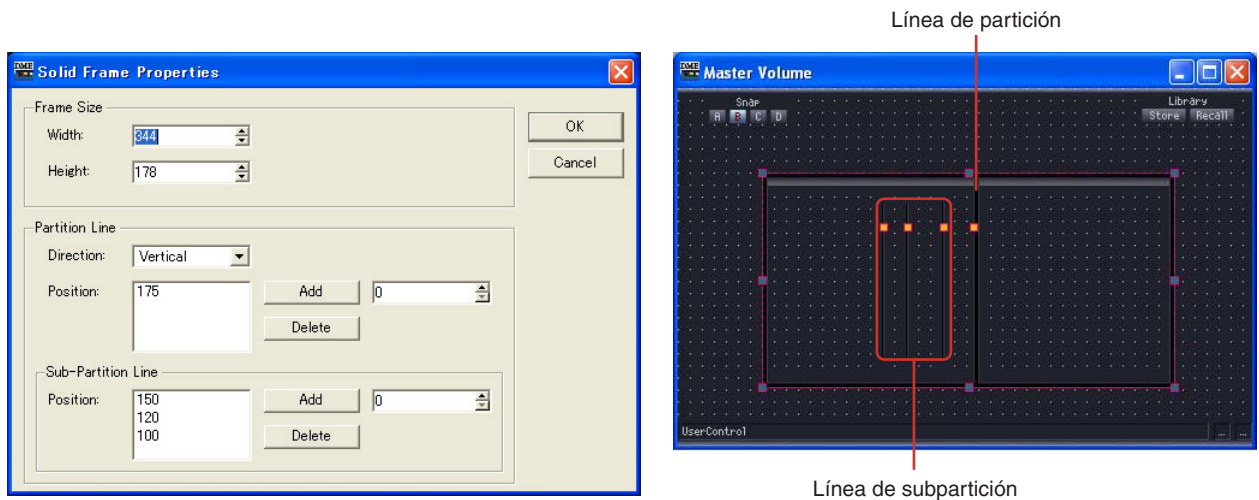 Línea de partición
DME
Solid Frame Properties
Frame Size
Width:
344
Height:
178
OK
Cancel
Partition Line
Direction:
Vertical
Position:
175
Add
0
Delete
Sub-Partition Line
Position:
150
120
100
Add
0
Delete
DME
Master Volume
Snap
A B C D
Library
Store Recall
UserControl
... ...
Línea de subpartición